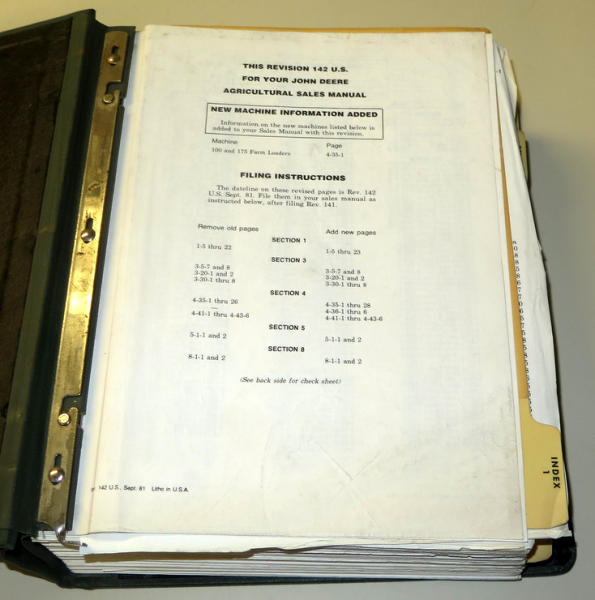 THIS REVISION 142 U.S.
FOR YOUR JOHN DEERE
AGRICULTURAL SALES MANUAL
NEW MACHINE INFORMATION ADDED
Information on the new machines listed below is
added to your Sales Manual with this revision.
Machine Page
100 and 175 Farm Loaders 4-35-1
FILING INSTRUCTIONS
The dateline on these revised pages is Rev. 142
U.S. Sept. 81. File them in your sales manual as
instructed below, after filing Rev. 141.
Remove old pages Add new pages
SECTION 1
1-5 thru 22 1-5 thru 23
SECTION 3
3-5-7 and 8 3-5-7 and 8
3-20-1 and 2 3-20-1 and 2
3-30-1 thru 8 3-30-1 thru 8
SECTION 4
4-35-1 thru 26 4-35-1 thru 28
— 4-36-1 thru 6
4-41-1 thru 4-43-6 4-41-1 thru 4-43-6
SECTION 5
5-1-1 and 2 5-1-1 and 2
SECTION 8
8-1-1 and 2 8-1-1 and 2
(See back side for check sheet)
142 U.S., Sept. 81 Litho in U.S.A.
INDEX
1